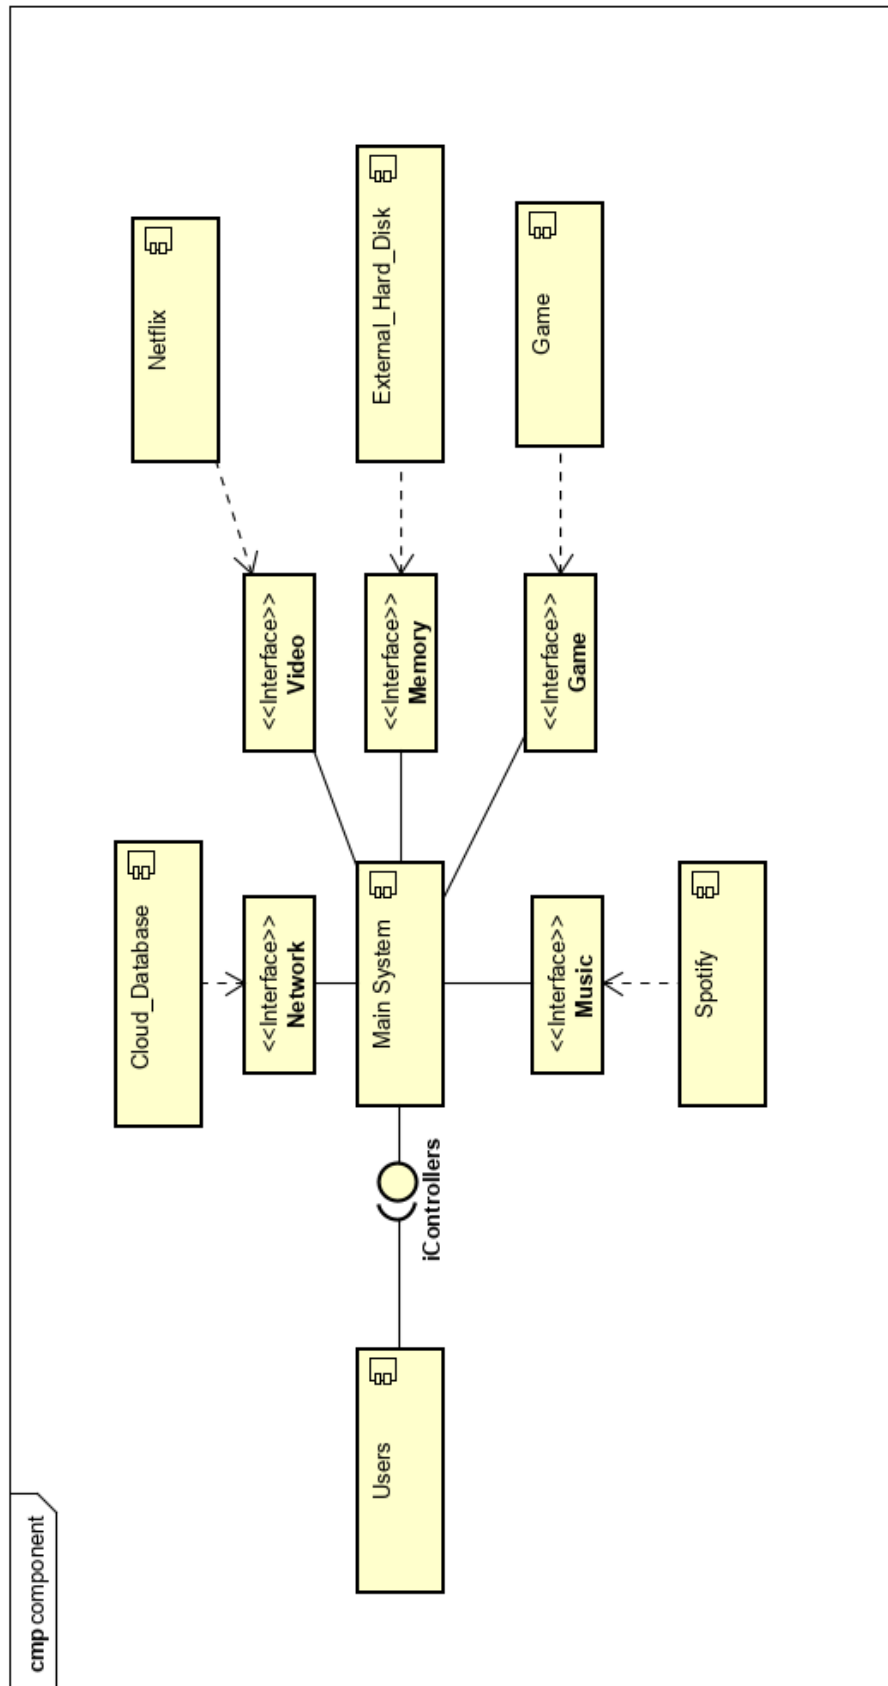 cmp component
Cloud_Database
Netflix
<<Interface>>
Network
<<Interface>>
Video
Users
iControllers
Main System
<<Interface>>
Memory
External_Hard_Disk
<<Interface>>
Music
<<Interface>>
Game
Game
Spotify